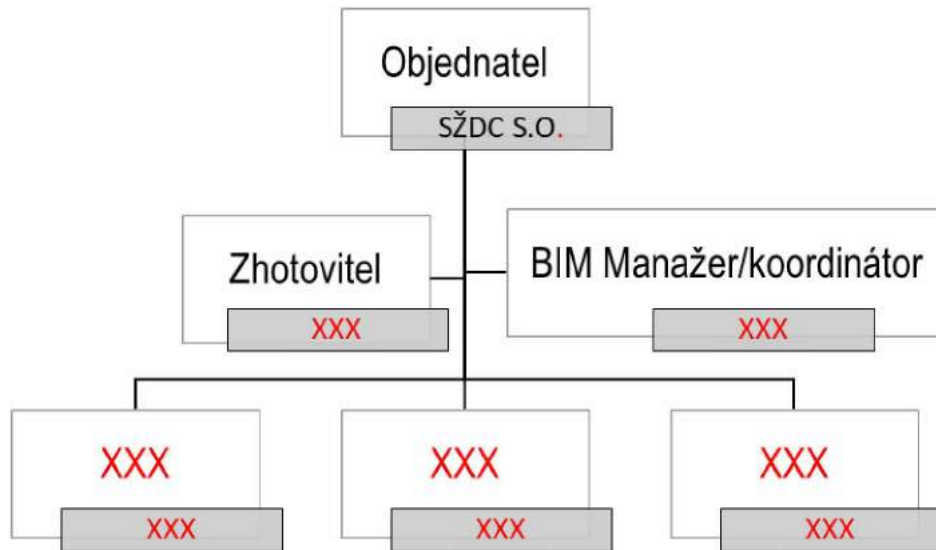 Objednatel
SŽDC S.O.
Zhotovitel
XXX
BIM Manažer/koordinátor
XXX
XXX
XXX
XXX
XXX
XXX
XXX